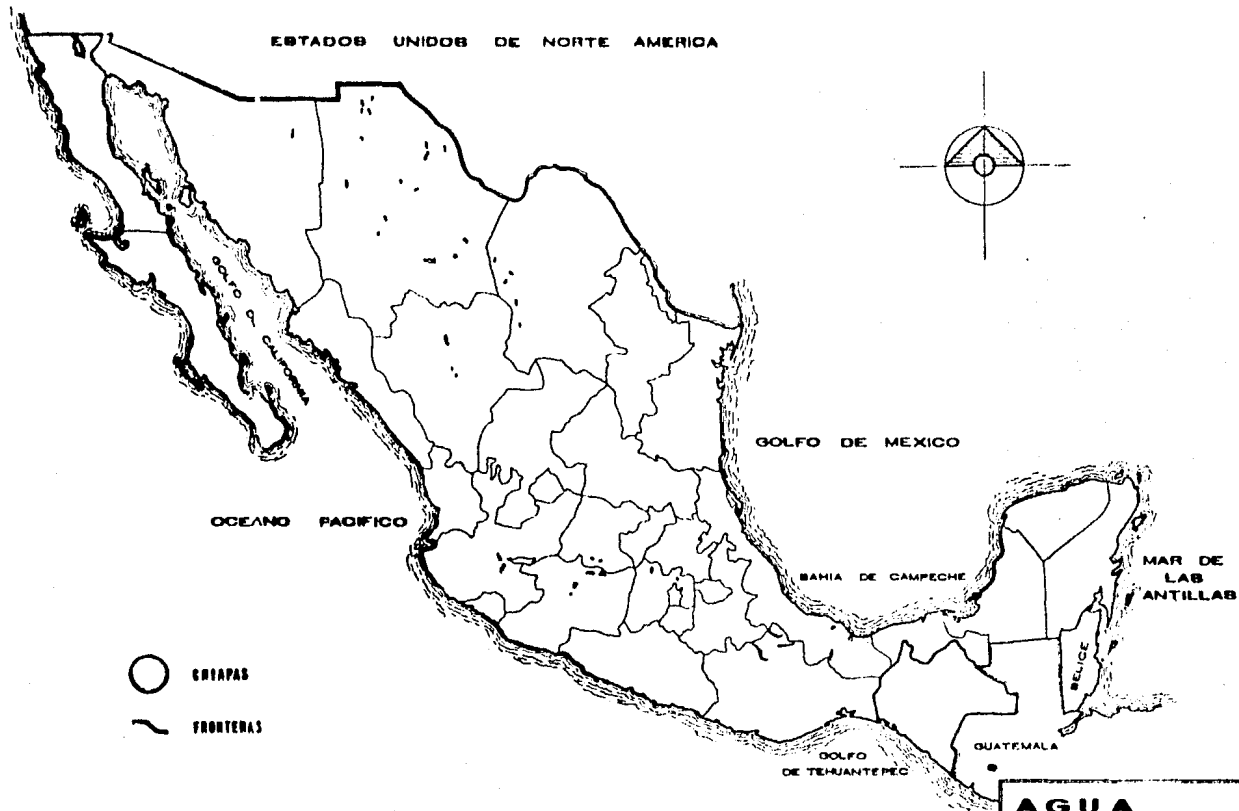 ESTADOS UNIDOS DE NORTE AMERICA
GOLFO
CALIFORNIA
GOLFO DE MEXICO
OCEANO PACIFICO
BAHIA DE CAMPECHE
MAR DE
LAS
ANTILLAS
BELICE
CHIAPAS
FRONTERAS
GUATEMALA
GOLFO
DE TEHUANTEPEC
AGUA